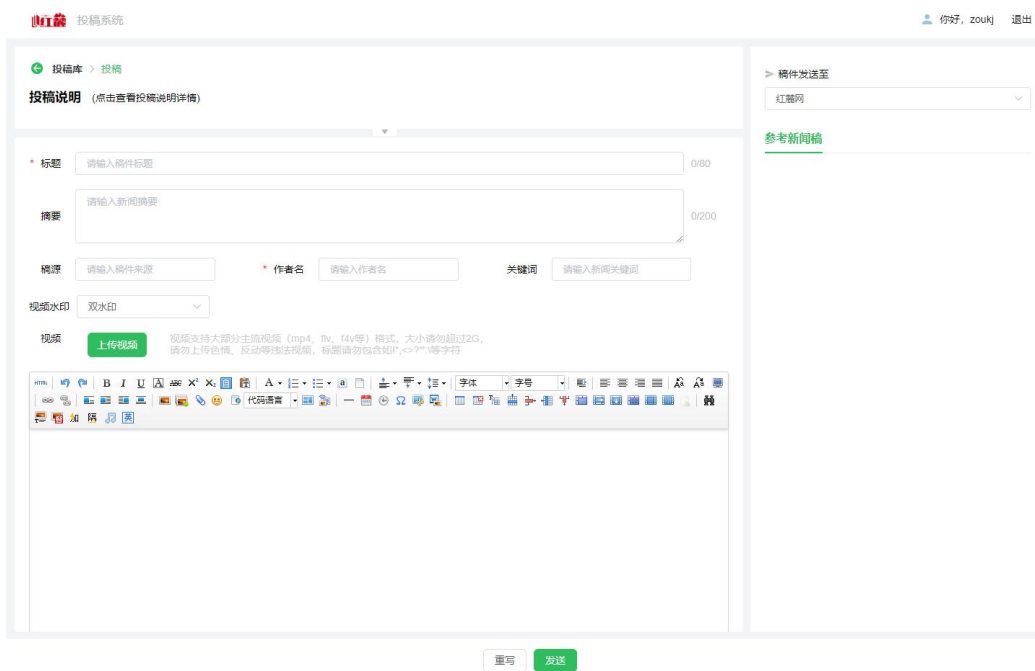 投稿系统
你好，zoukj 退出
投稿库 > 投稿
投稿说明 (点击查看投稿说明详情)
* 标题 请输入稿件标题 0/80
摘要 请输入新闻摘要 0/200
稿源 请输入稿件来源 * 作者名 请输入作者名 关键词 请输入新闻关键词
视频水印 双水印
视频 上传视频 视频支持大部分主流视频（mp4、flv、f4v等）格式，大小请勿超过2G，
请勿上传色情、反动等违法视频，标题请勿包含如!",<>?"'\等字符
HTML B I U A ABC X² X₂ A a 字体 字号
代码语言 Ω
隔 英
重写 发送
稿件发送至
红麓网
参考新闻稿